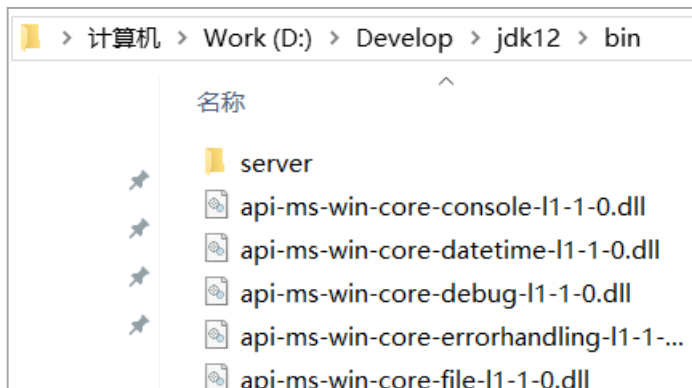 计算机 > Work (D:) > Develop > jdk12 > bin
名称
server
api-ms-win-core-console-l1-1-0.dll
api-ms-win-core-datetime-l1-1-0.dll
api-ms-win-core-debug-l1-1-0.dll
api-ms-win-core-errorhandling-l1-1-...
api-ms-win-core-file-l1-1-0.dll